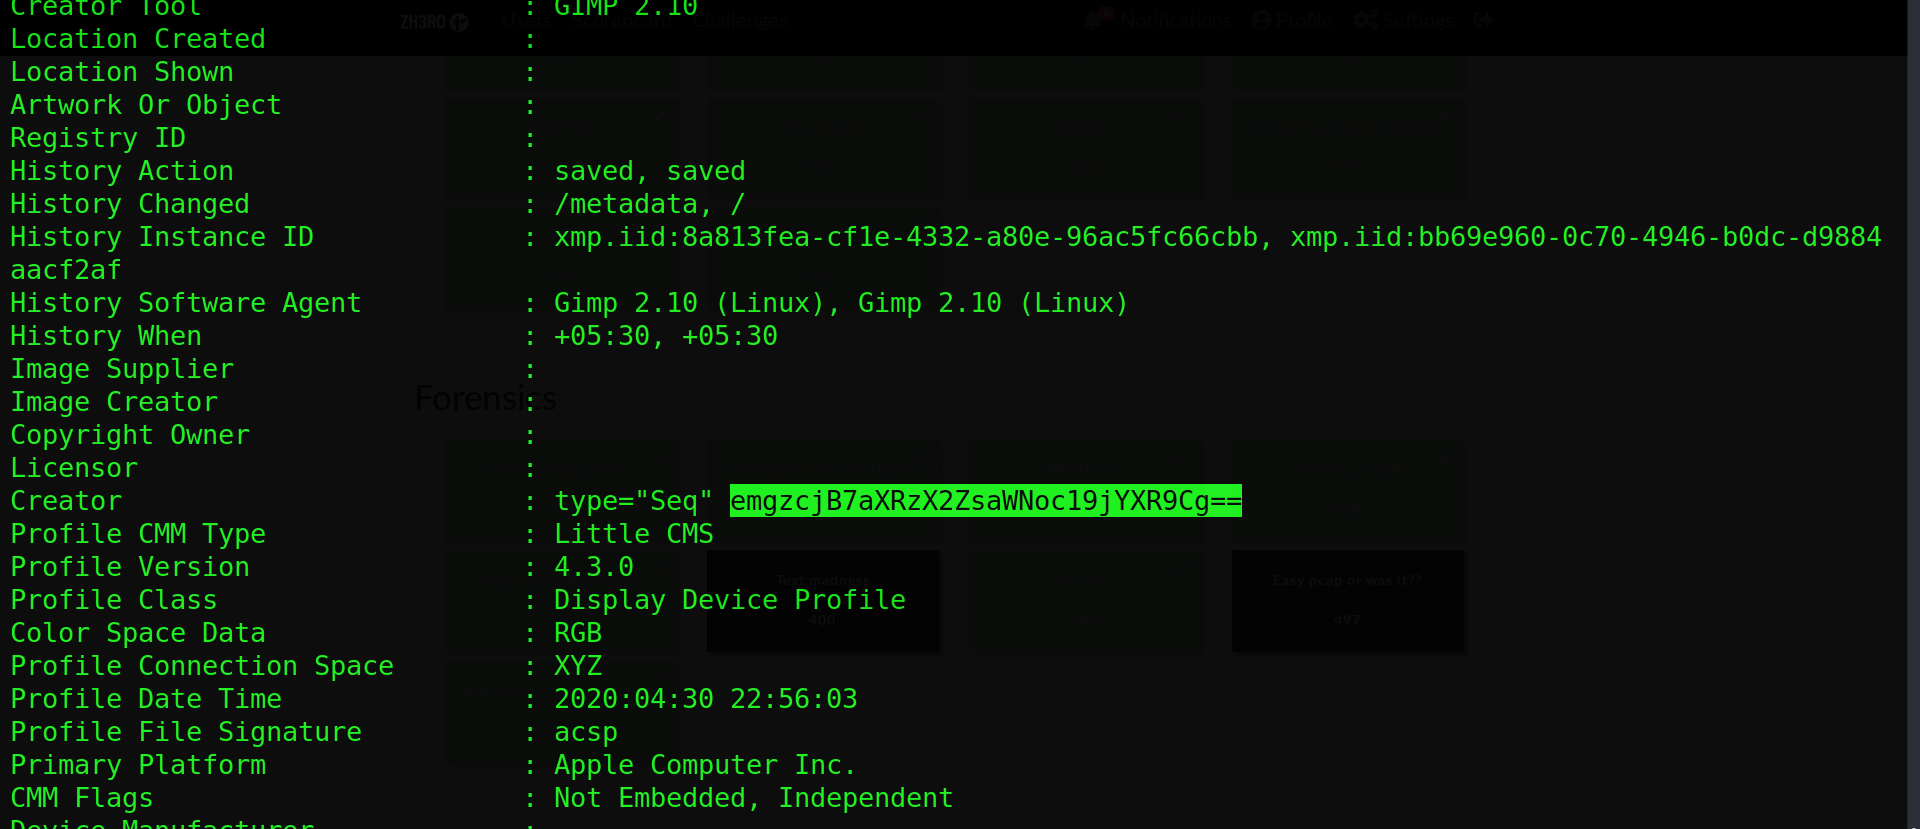 Creator Tool : GIMP 2.10
ZH3RO Users Scoreboard Challenges Notifications Profile Settings
Location Created :
Location Shown :
Artwork Or Object :
Registry ID :
History Action : saved, saved
History Changed : /metadata, /
History Instance ID : xmp.iid:8a813fea-cf1e-4332-a80e-96ac5fc66cbb, xmp.iid:bb69e960-0c70-4946-b0dc-d9884
aacf2af
History Software Agent : Gimp 2.10 (Linux), Gimp 2.10 (Linux)
History When : +05:30, +05:30
Image Supplier :
Image Creator :
Forensics
Copyright Owner :
Licensor :
Creator : type="Seq" emgzcjB7aXRzX2ZsaWNoc19jYXR9Cg==
Profile CMM Type : Little CMS
Profile Version : 4.3.0
Text madness
Easy pcap or was it??
Profile Class : Display Device Profile
400
497
Color Space Data : RGB
Profile Connection Space : XYZ
Profile Date Time : 2020:04:30 22:56:03
Profile File Signature : acsp
Primary Platform : Apple Computer Inc.
CMM Flags : Not Embedded, Independent
Device Manufacturer :